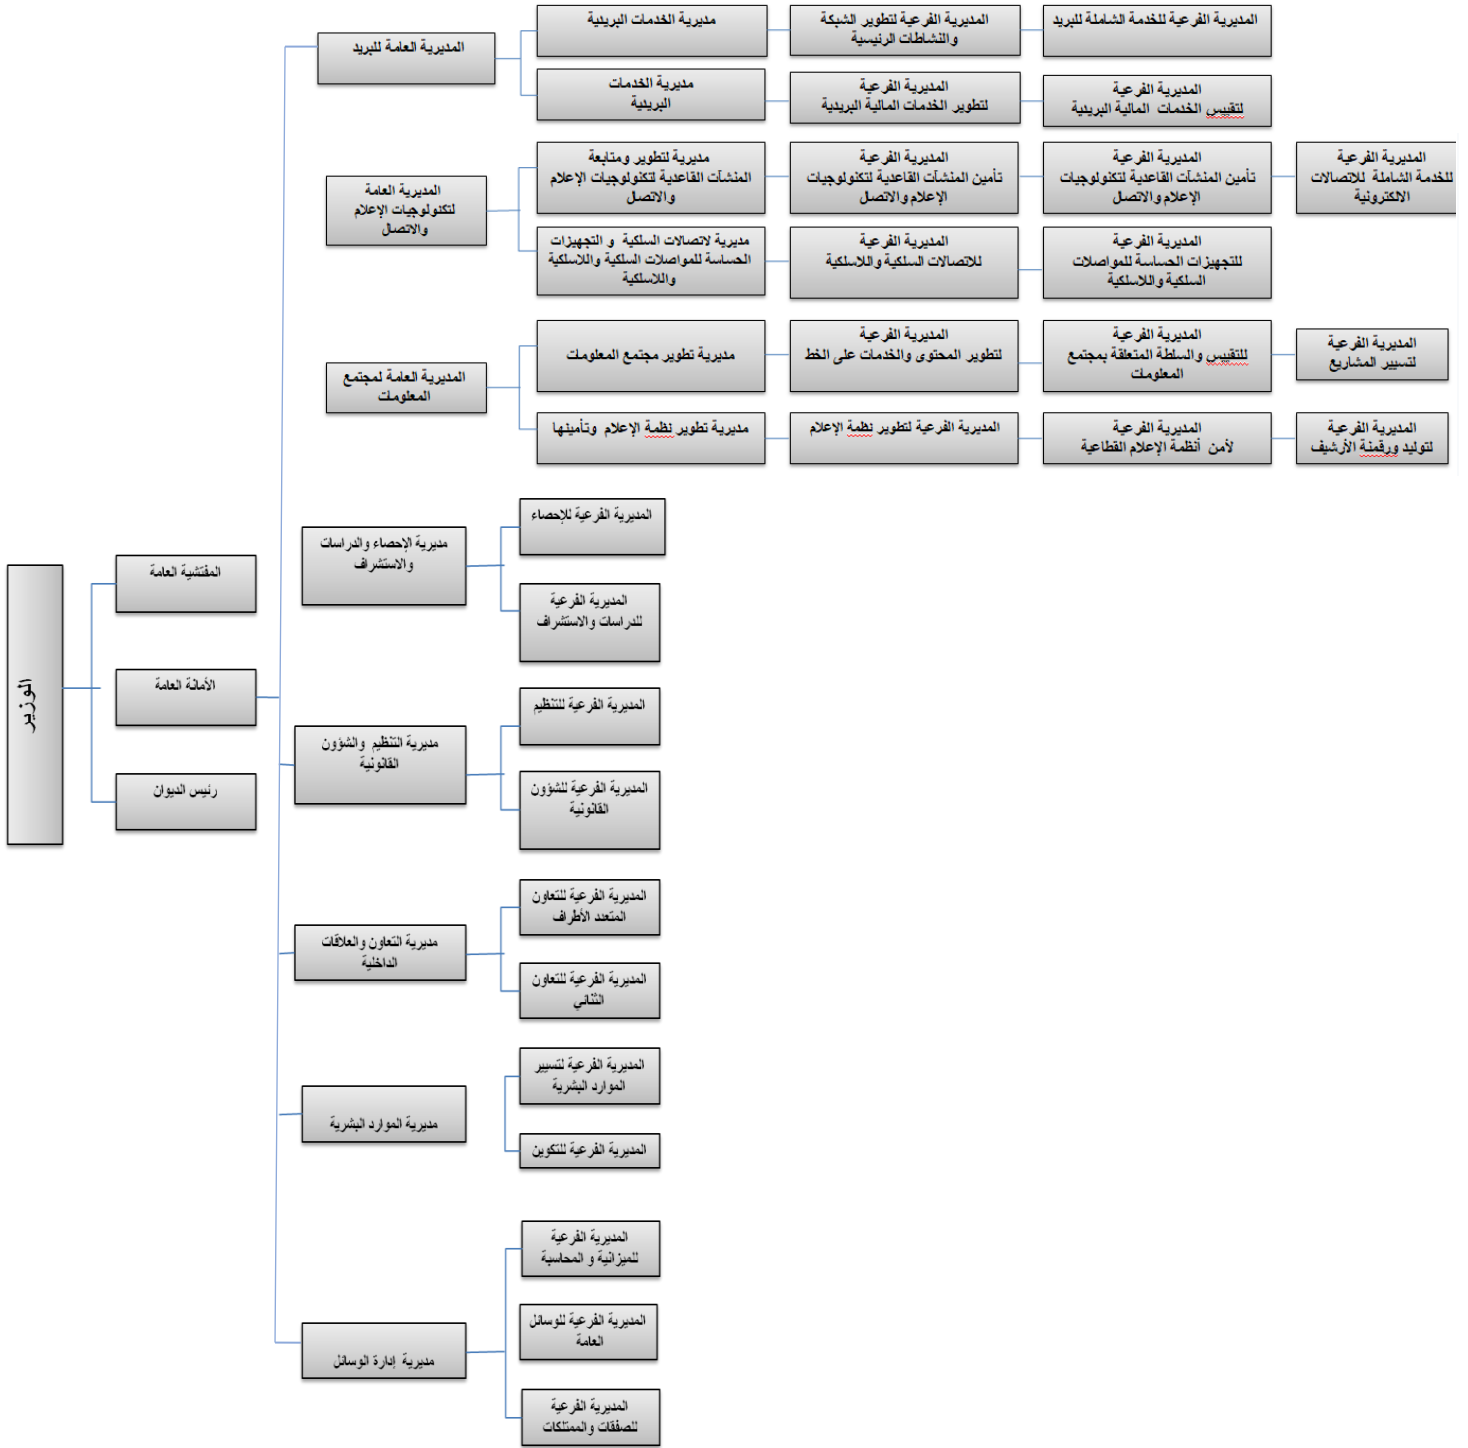 المديرية العامة للبريد
مديرية الخدمات البريدية
المديرية الفرعية لتطوير الشبكة
والنشاطات الرئيسية
المديرية الفرعية للخدمة الشاملة للبريد
مديرية الخدمات
البريدية
المديرية الفرعية
لتطوير الخدمات المالية البريدية
المديرية الفرعية
لتقييس الخدمات المالية البريدية
المديرية العامة
لتكنولوجيات الإعلام
والاتصال
مديرية لتطوير ومتابعة
المنشآت القاعدية لتكنولوجيات الإعلام
والاتصال
المديرية الفرعية
تأمين المنشآت القاعدية لتكنولوجيات
الإعلام والاتصل
المديرية الفرعية
تأمين المنشآت القاعدية لتكنولوجيات
الإعلام والاتصل
المديرية الفرعية
للخدمة الشاملة للاتصالات
الالكترونية
مديرية لاتصالات السلكية و التجهيزات
الحساسة للمواصلات السلكية واللاسلكية
واللاسلكية
المديرية الفرعية
للاتصالات السلكية واللاسلكية
المديرية الفرعية
للتجهيزات الحساسة للمواصلات
السلكية واللاسلكية
المديرية العامة لمجتمع
المعلومات
مديرية تطوير مجتمع المعلومات
المديرية الفرعية
لتطوير المحتوى والخدمات على الخط
المديرية الفرعية
للتقييس والسلطة المتعلقة بمجتمع
المعلومات
المديرية الفرعية
لتسيير المشاريع
مديرية تطوير نظمة الإعلام وتأمينها
المديرية الفرعية لتطوير نظمة الإعلام
المديرية الفرعية
لأمن أنظمة الإعلام القطاعية
المديرية الفرعية
لتوليد ورقمنة الأرشيف
الوزير
المفتشية العامة
الأمانة العامة
رئيس الديوان
مديرية الإحصاء والدراسات
والاستشراف
المديرية الفرعية للإحصاء
المديرية الفرعية
للدراسات والاستشراف
مديرية التنظيم والشؤون
القانونية
المديرية الفرعية للتنظيم
المديرية الفرعية للشؤون
القانونية
مديرية التعاون والعلاقات
الداخلية
المديرية الفرعية للتعاون
المتعدد الأطراف
المديرية الفرعية للتعاون
الثنائي
مديرية الموارد البشرية
المديرية الفرعية لتسيير
الموارد البشرية
المديرية الفرعية للتكوين
مديرية إدارة الوسائل
المديرية الفرعية
للميزانية و المحاسبة
المديرية الفرعية للوسائل
العامة
المديرية الفرعية
للصفقات والممتلكات